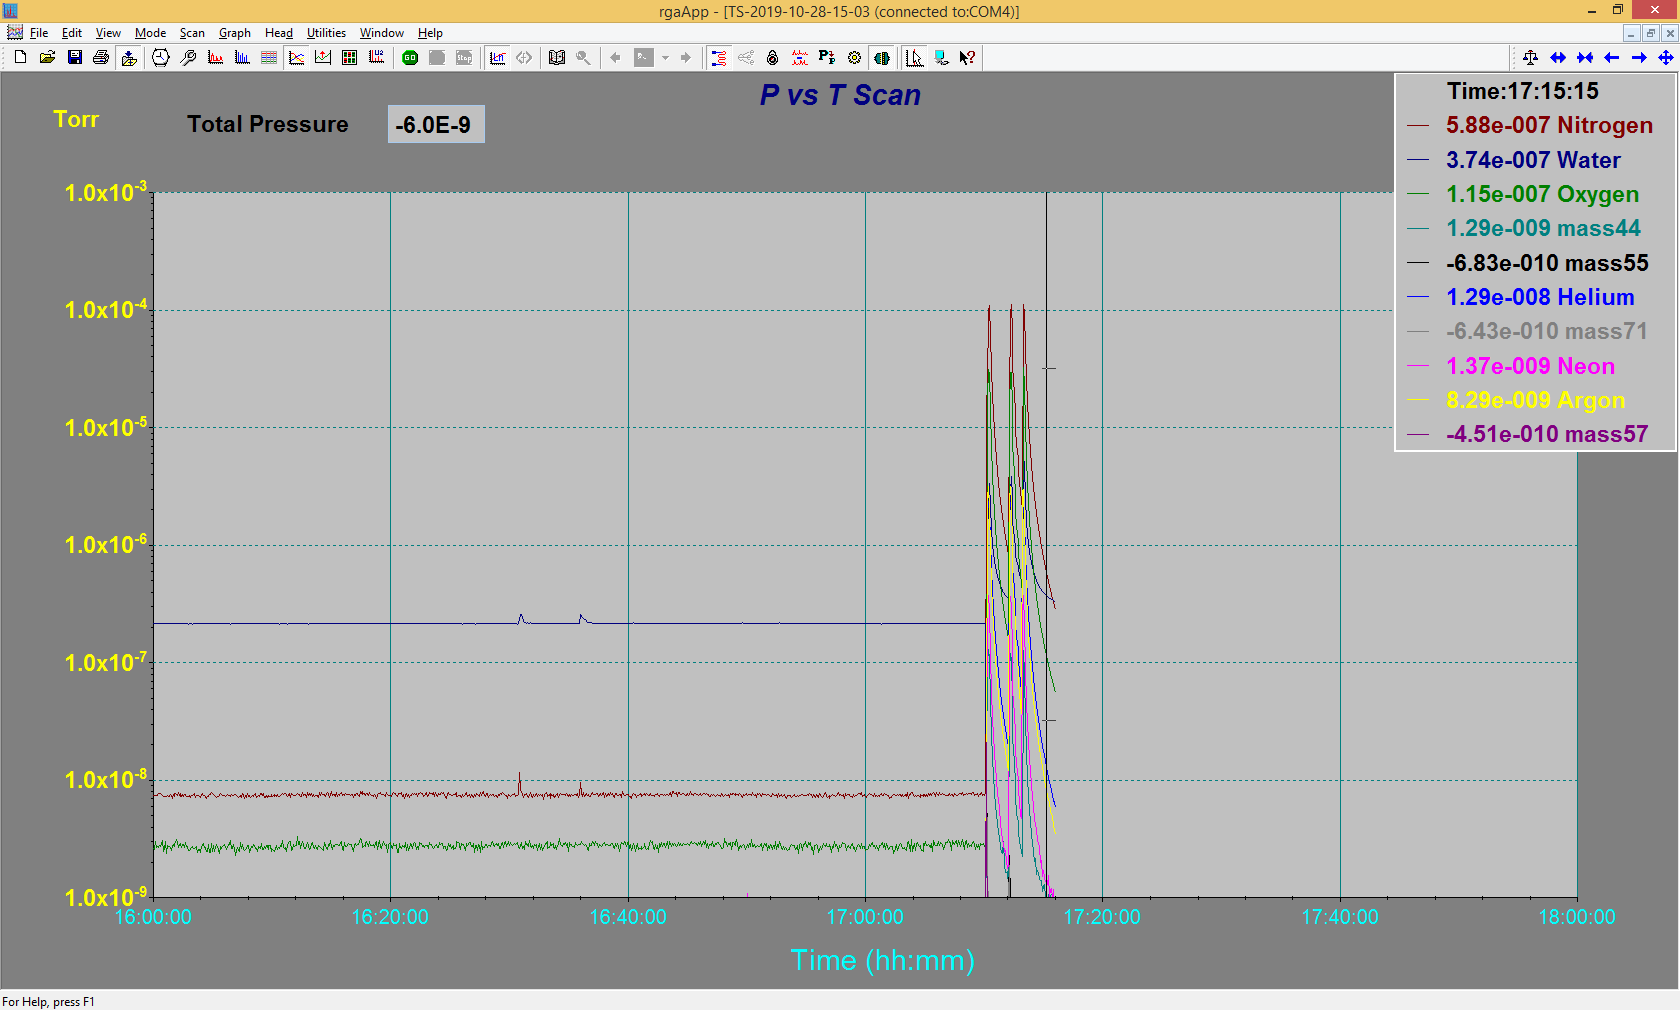 rgaApp - [TS-2019-10-28-15-03 (connected to:COM4)]
File Edit View Mode Scan Graph Head Utilities Window Help
GO Stop
P vs T Scan
Torr
Total Pressure -6.0E-9
Time:17:15:15
5.88e-007 Nitrogen
3.74e-007 Water
1.15e-007 Oxygen
1.29e-009 mass44
-6.83e-010 mass55
1.29e-008 Helium
-6.43e-010 mass71
1.37e-009 Neon
8.29e-009 Argon
-4.51e-010 mass57
1.0x10-3
1.0x10-4
1.0x10-5
1.0x10-6
1.0x10-7
1.0x10-8
1.0x10-9
16:00:00 16:20:00 16:40:00 17:00:00 17:20:00 17:40:00 18:00:00
Time (hh:mm)
For Help, press F1